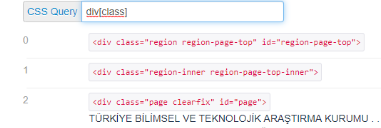 CSS Query div[class]
0 <div class="region region-page-top" id="region-page-top">
1 <div class="region-inner region-page-top-inner">
2 <div class="page clearfix" id="page">
TÜRKİYE BİLİMSEL VE TEKNOLOJİK ARAŞTIRMA KURUMU . .